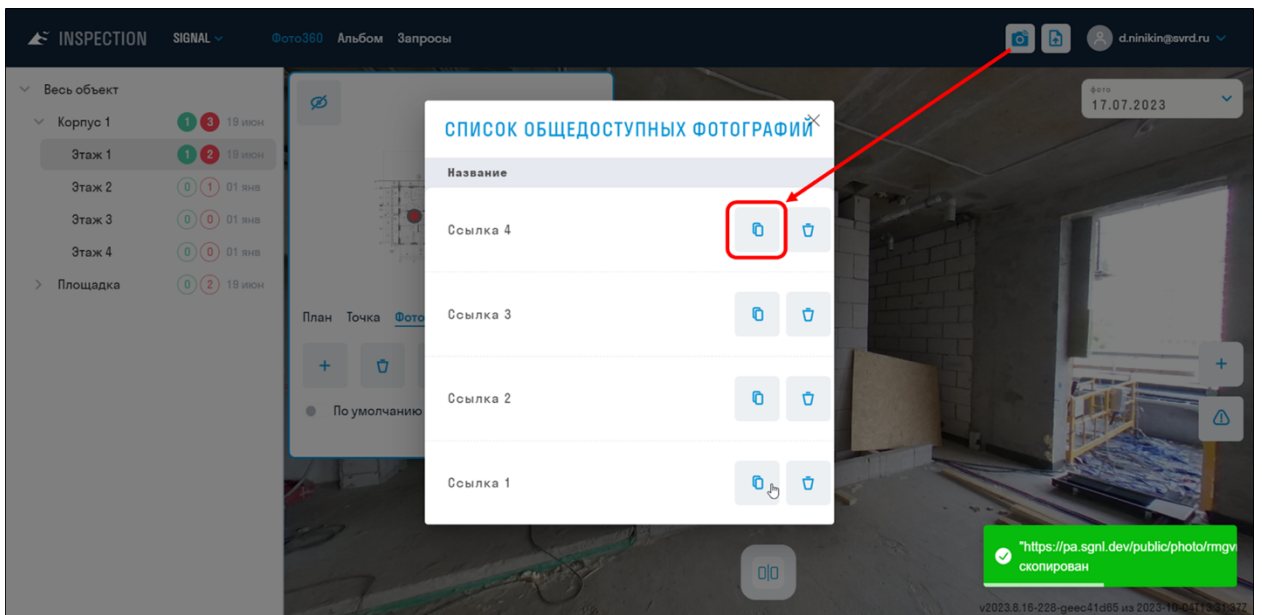 INSPECTION SIGNAL Фото360 Альбом Запросы d.ninikin@svrd.ru
Весь объект
Корпус 1 1 3 19 июн
Этаж 1 1 2 19 июн
Этаж 2 0 1 01 янв
Этаж 3 0 0 01 янв
Этаж 4 0 0 01 янв
Площадка 0 2 19 июн
План Точка Фото
По умолчанию
СПИСОК ОБЩЕДОСТУПНЫХ ФОТОГРАФИЙ
Название
Ссылка 4
Ссылка 3
Ссылка 2
Ссылка 1
фото
17.07.2023
"https://pa.sgnl.dev/public/photo/rmgv
скопирован
v2023.8.16-228-geec41d65 из 2023-10-04T13:31:37Z